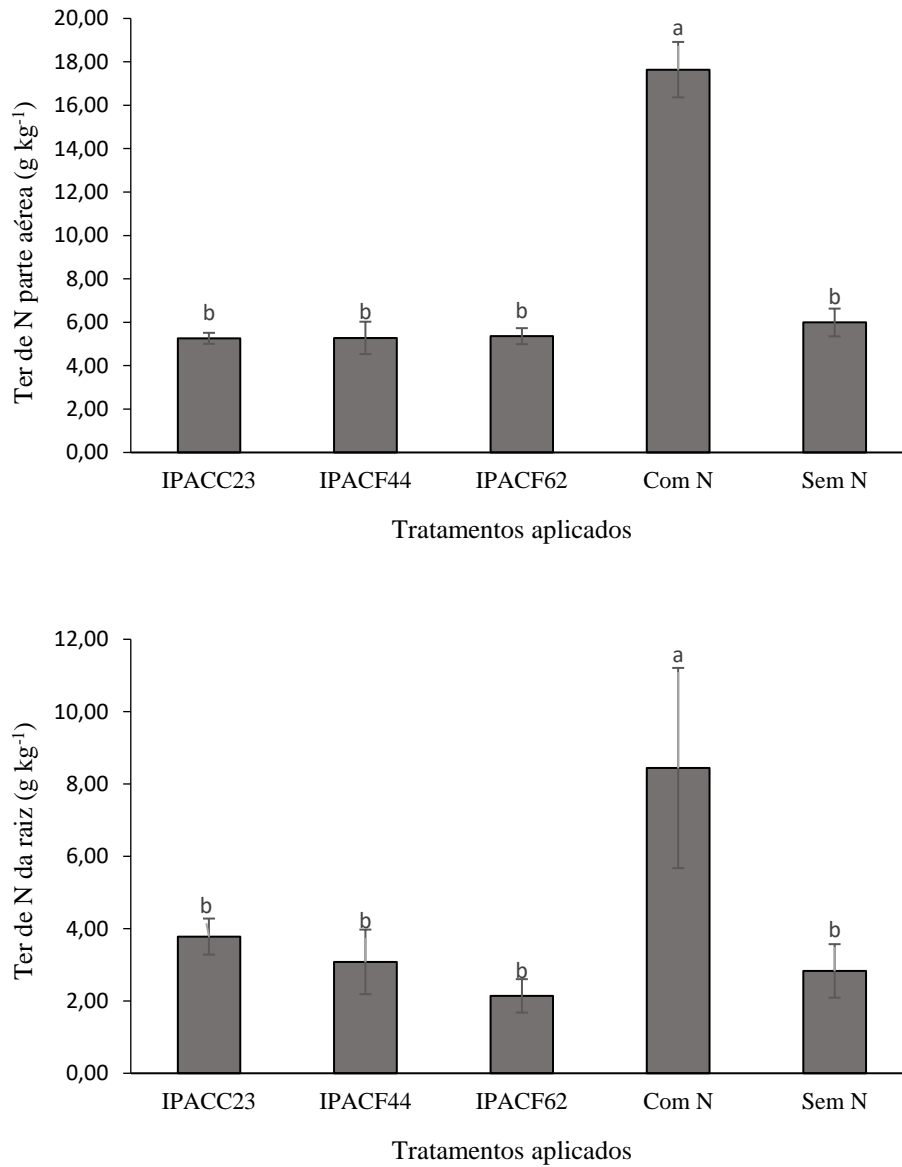 20,00
18,00
16,00
14,00
12,00
10,00
8,00
6,00
4,00
2,00
0,00
Ter de N parte aérea (g kg⁻¹)
b b b a b
IPACC23 IPACF44 IPACF62 Com N Sem N
Tratamentos aplicados
12,00
10,00
8,00
6,00
4,00
2,00
0,00
Ter de N da raiz (g kg⁻¹)
b b b a b
IPACC23 IPACF44 IPACF62 Com N Sem N
Tratamentos aplicados